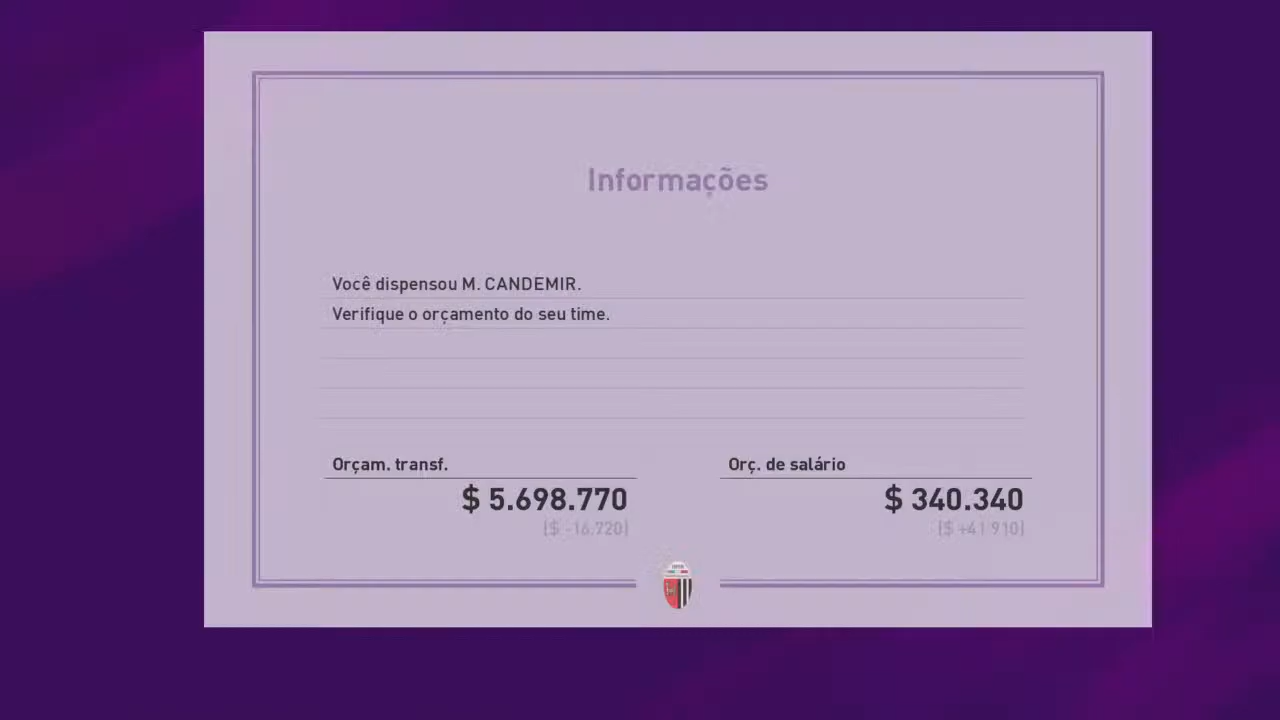 Informações
Você dispensou M. CANDEMIR.
Verifique o orçamento do seu time.
Orçam. transf.
Orç. de salário
$ 5.698.770
$ 340.340
($ -16.720)
($ +41.910)